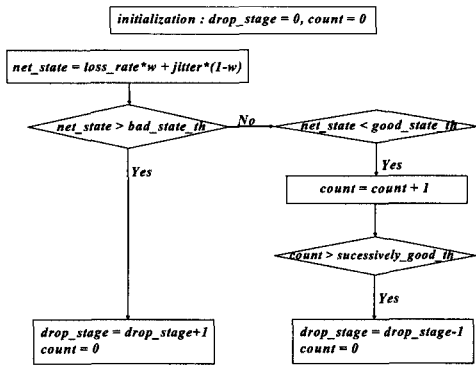 initialization : drop_stage = 0, count = 0
net_state = loss_rate*w + jitter*(1-w)
net_state > bad_state_th
No
net_state < good_state_th
Yes
Yes
count = count + 1
count > sucessively_good_th
Yes
drop_stage = drop_stage+1
count = 0
drop_stage = drop_stage-1
count = 0